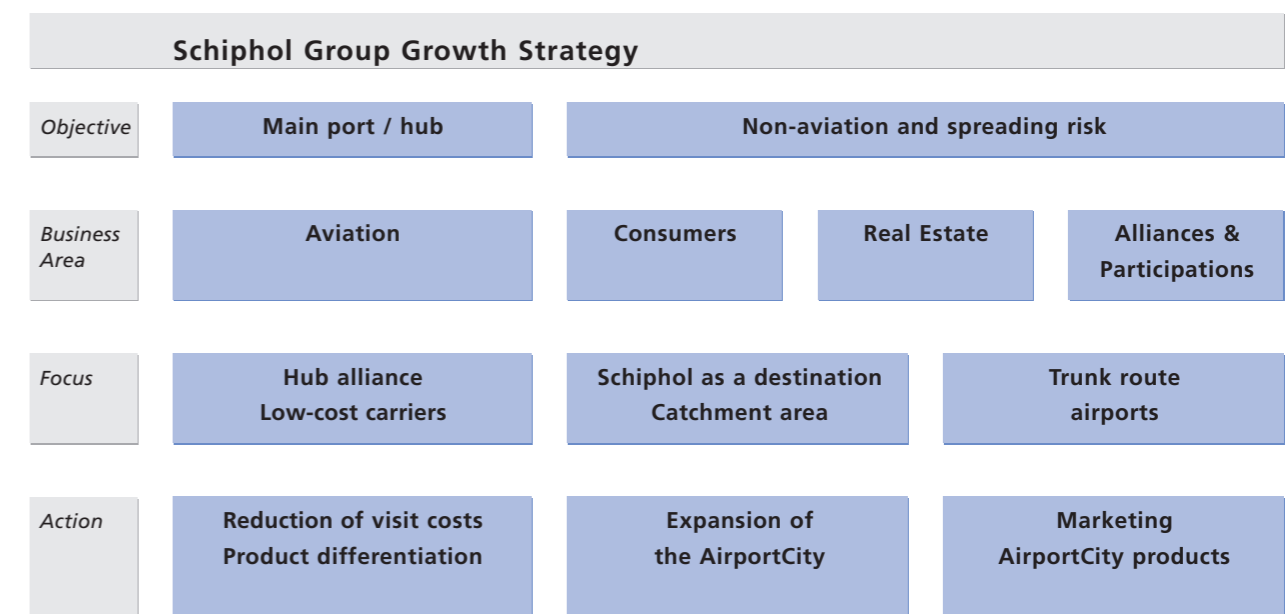 Schiphol Group Growth Strategy
Objective
Main port / hub
Non-aviation and spreading risk
Business
Area
Aviation
Consumers
Real Estate
Alliances &
Participations
Focus
Hub alliance
Low-cost carriers
Schiphol as a destination
Catchment area
Trunk route
airports
Action
Reduction of visit costs
Product differentiation
Expansion of
the AirportCity
Marketing
AirportCity products